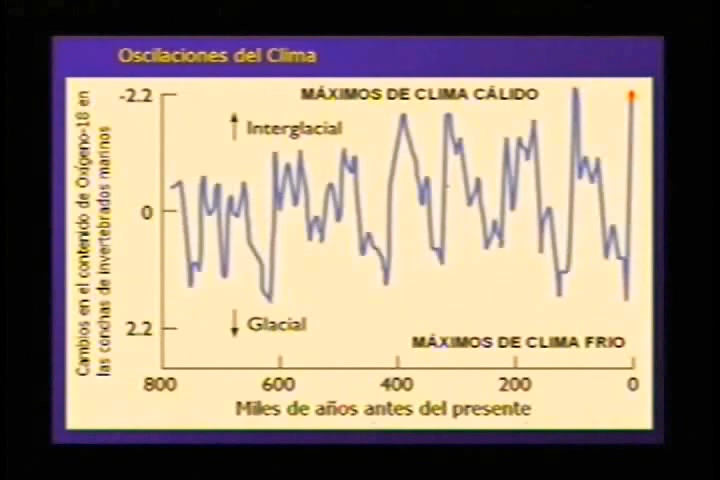 Oscilaciones del Clima
Cambios en el contenido de Oxígeno-18 en
las conchas de invertebrados marinos
-2.2
MÁXIMOS DE CLIMA CÁLIDO
Interglacial
0
Glacial
2.2
MÁXIMOS DE CLIMA FRIO
800 600 400 200 0
Miles de años antes del presente